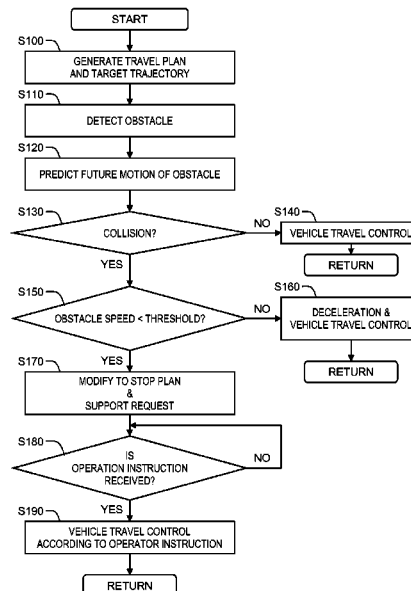 START
S100
GENERATE TRAVEL PLAN
AND TARGET TRAJECTORY
S110
DETECT OBSTACLE
S120
PREDICT FUTURE MOTION OF OBSTACLE
S130
COLLISION?
NO
S140
VEHICLE TRAVEL CONTROL
RETURN
YES
S150
OBSTACLE SPEED < THRESHOLD?
NO
S160
DECELERATION &
VEHICLE TRAVEL CONTROL
RETURN
YES
S170
MODIFY TO STOP PLAN
&
SUPPORT REQUEST
S180
IS
OPERATION INSTRUCTION
RECEIVED?
NO
YES
S190
VEHICLE TRAVEL CONTROL
ACCORDING TO OPERATOR INSTRUCTION
RETURN